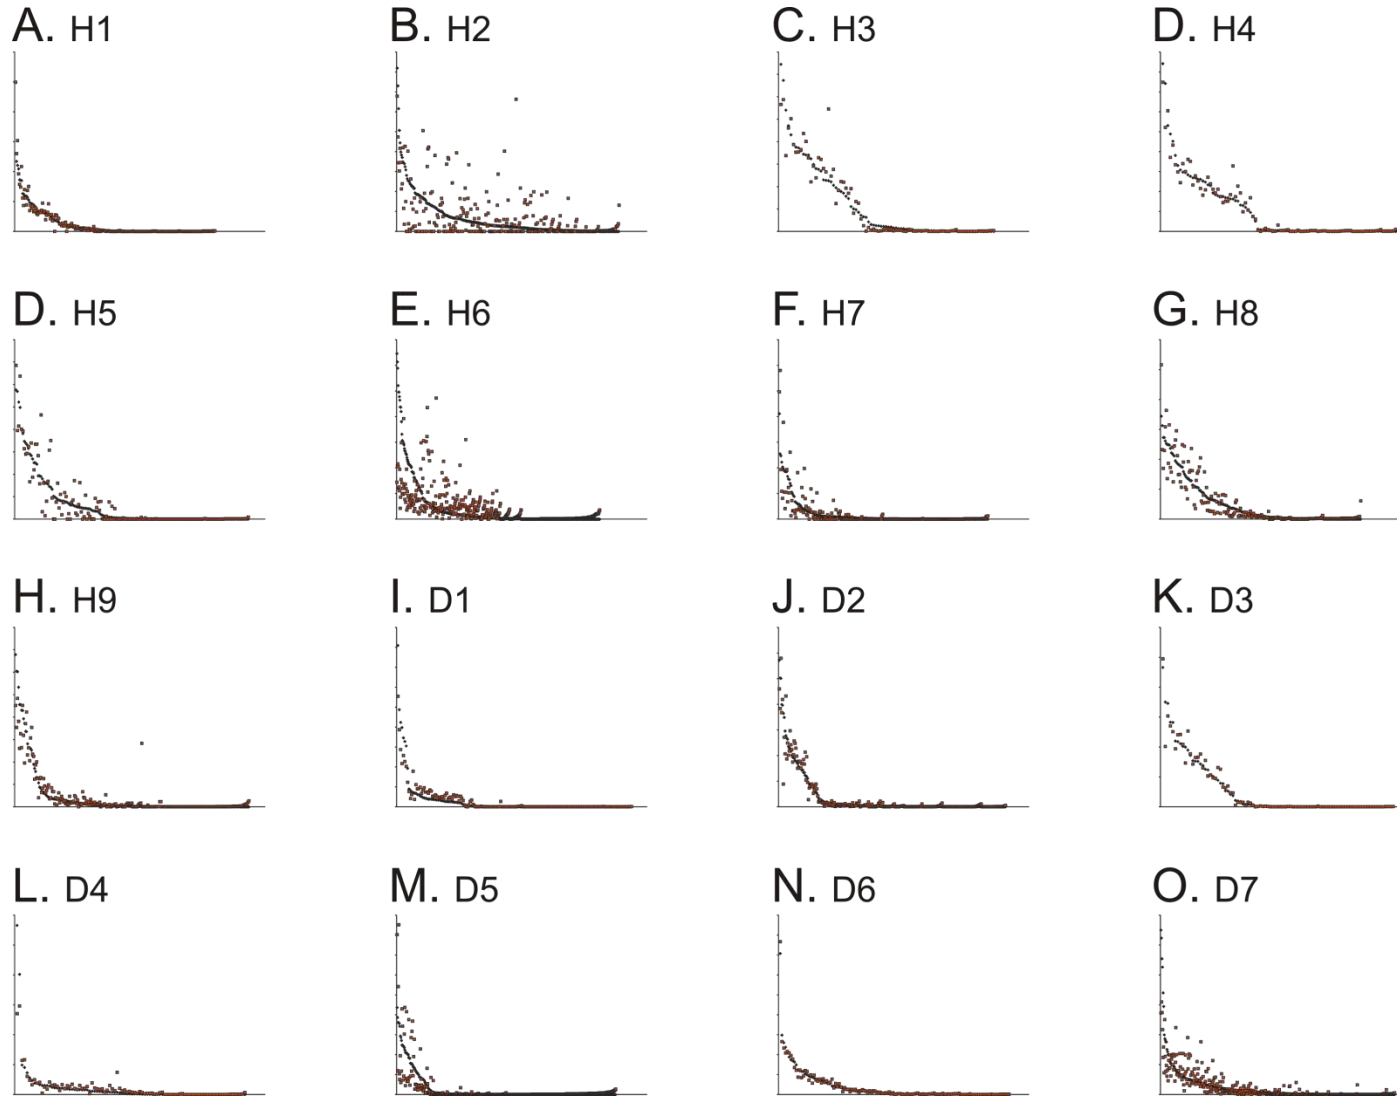 A. H1
B. H2
C. H3
D. H4
D. H5
E. H6
F. H7
G. H8
H. H9
I. D1
J. D2
K. D3
L. D4
M. D5
N. D6
O. D7